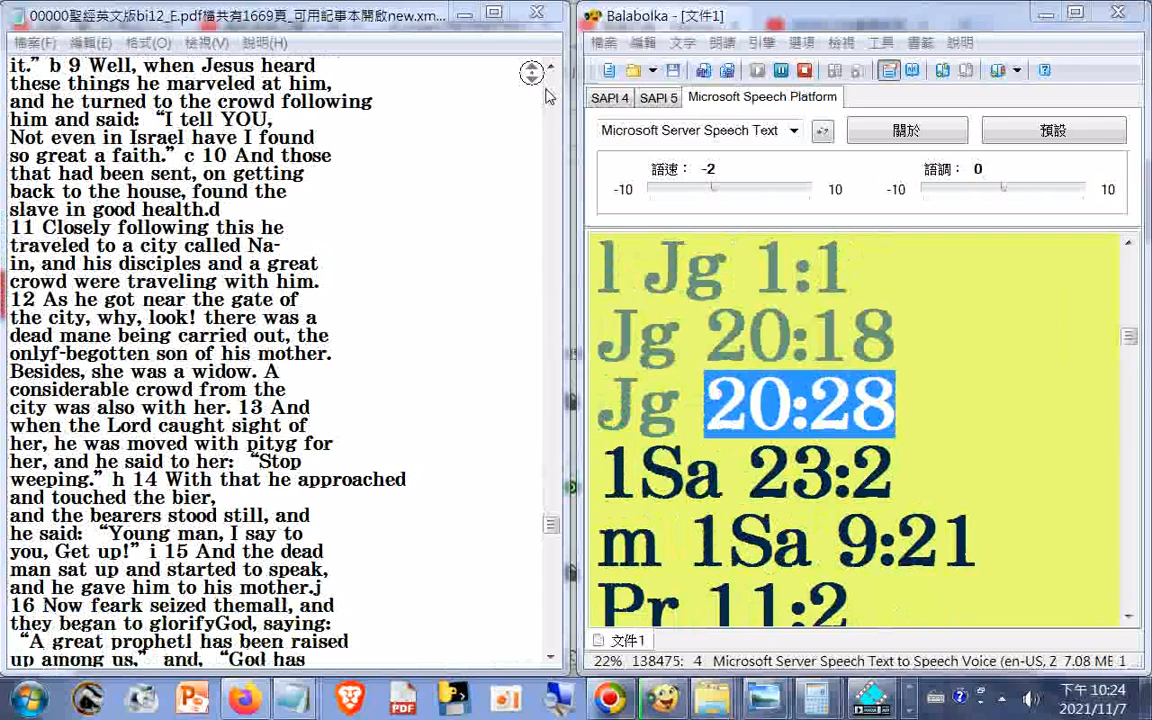 00000聖經英文版bi12_E.pdf檔共有1669頁_可用記事本開啟new.xm...
檔案(F) 編輯(E) 格式(O) 檢視(V) 說明(H)
it.” b 9 Well, when Jesus heard
these things he marveled at him,
and he turned to the crowd following
him and said: “I tell YOU,
Not even in Israel have I found
so great a faith.” c 10 And those
that had been sent, on getting
back to the house, found the
slave in good health.d
11 Closely following this he
traveled to a city called Na-
in, and his disciples and a great
crowd were traveling with him.
12 As he got near the gate of
the city, why, look! there was a
dead mane being carried out, the
onlyf-begotten son of his mother.
Besides, she was a widow. A
considerable crowd from the
city was also with her. 13 And
when the Lord caught sight of
her, he was moved with pityg for
her, and he said to her: “Stop
weeping.” h 14 With that he approached
and touched the bier,
and the bearers stood still, and
he said: “Young man, I say to
you, Get up!” i 15 And the dead
man sat up and started to speak,
and he gave him to his mother.j
16 Now feark seized themall, and
they began to glorifyGod, saying:
“A great prophetl has been raised
up among us,” and, “God has
Balabolka - [文件1]
檔案 編輯 文字 朗讀 引擎 選項 檢視 工具 書籤 說明
SAPI 4 SAPI 5 Microsoft Speech Platform
Microsoft Server Speech Text 關於 預設
語速： -2 語調： 0
-10 10 -10 10
l Jg 1:1
Jg 20:18
Jg 20:28
1Sa 23:2
m 1Sa 9:21
Pr 11:2
文件1
22% 138475: 4 Microsoft Server Speech Text to Speech Voice (en-US, Z 7.08 ME 1
PDF
下午 10:24
2021/11/7